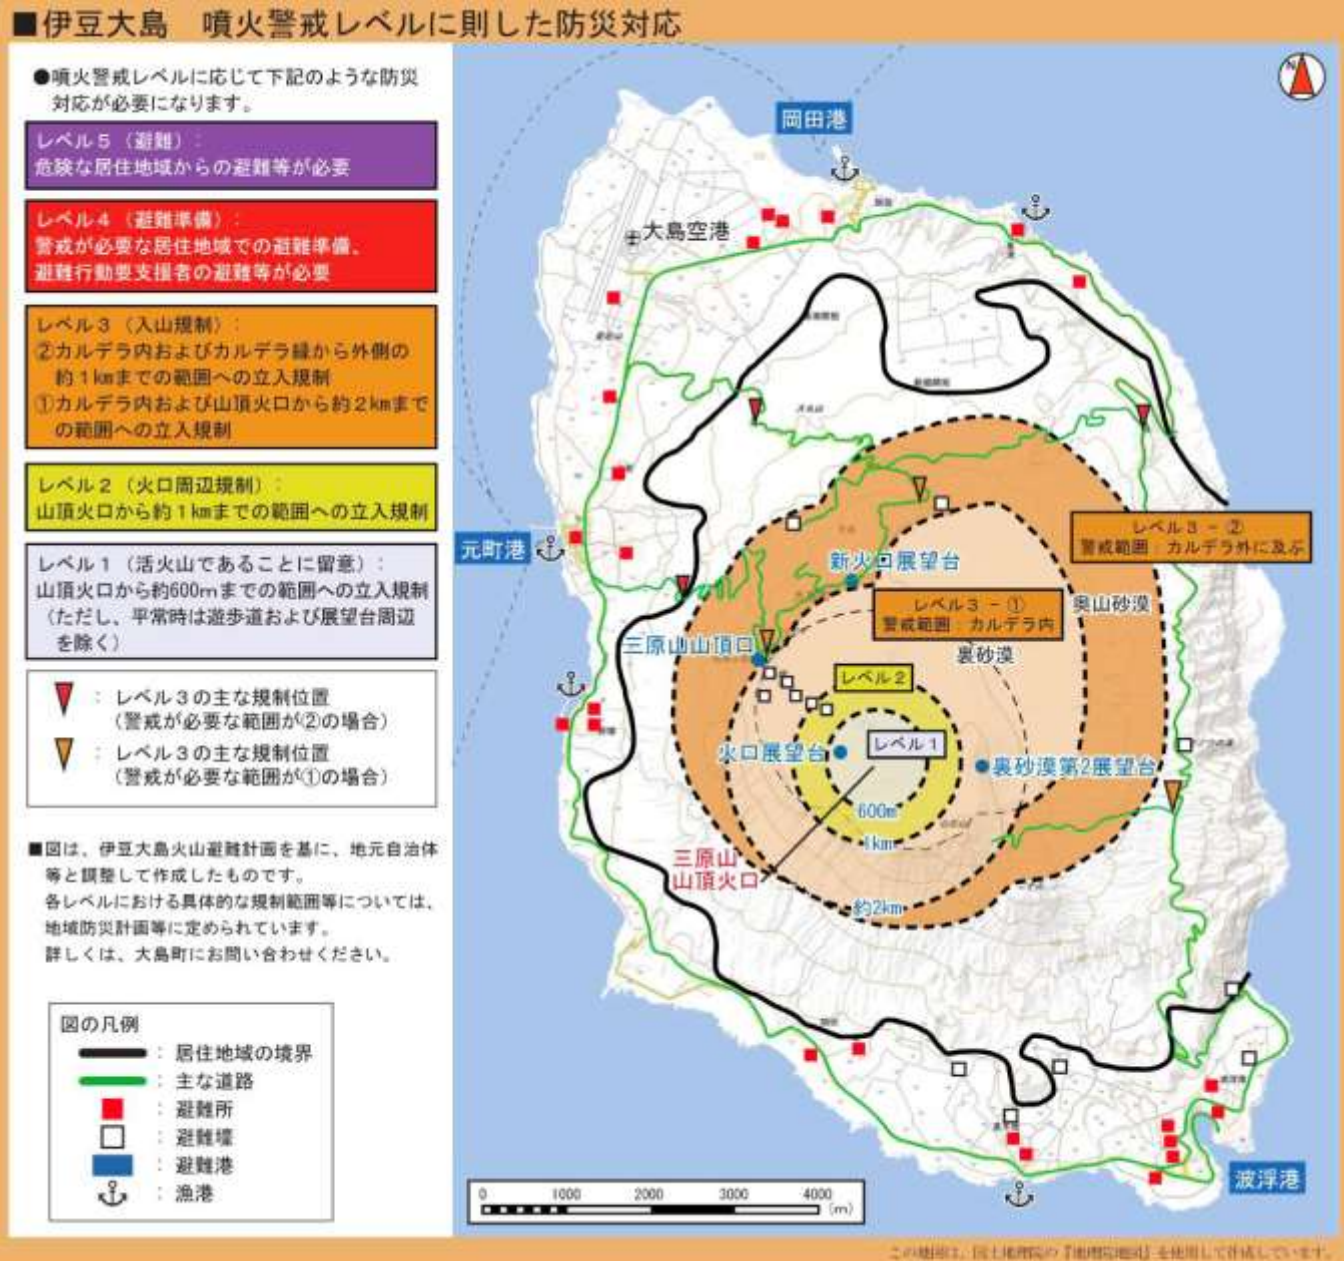 ■伊豆大島 噴火警戒レベルに則した防災対応
●噴火警戒レベルに応じて下記のような防災
対応が必要になります。
レベル5（避難）：
危険な居住地域からの避難等が必要
レベル4（避難準備）：
警戒が必要な居住地域での避難準備、
避難行動要支援者の避難等が必要
レベル3（入山規制）：
②カルデラ内およびカルデラ縁から外側の
約1kmまでの範囲への立入規制
①カルデラ内および山頂火口から約2kmまで
の範囲への立入規制
レベル2（火口周辺規制）：
山頂火口から約1kmまでの範囲への立入規制
レベル1（活火山であることに留意）：
山頂火口から約600mまでの範囲への立入規制
（ただし、平常時は遊歩道および展望台周辺
を除く）
：レベル3の主な規制位置
（警戒が必要な範囲が②の場合）
：レベル3の主な規制位置
（警戒が必要な範囲が①の場合）
■図は、伊豆大島火山避難計画を基に、地元自治体
等と調整して作成したものです。
各レベルにおける具体的な規制範囲等については、
地域防災計画等に定められています。
詳しくは、大島町にお問い合わせください。
図の凡例
：居住地域の境界
：主な道路
：避難所
：避難壕
：避難港
：漁港
N
岡田港
大島空港
元町港
レベル3－②
警戒範囲：カルデラ外に及ぶ
新火口展望台
レベル3－①
警戒範囲：カルデラ内
奥山砂漠
三原山山頂口
裏砂漠
レベル2
レベル1
火口展望台
裏砂漠第2展望台
600m
1km
三原山
山頂火口
約2km
波浮港
0 1000 2000 3000 4000
(m)
この地図は、国土地理院の『地理院地図』を使用して作成しています。